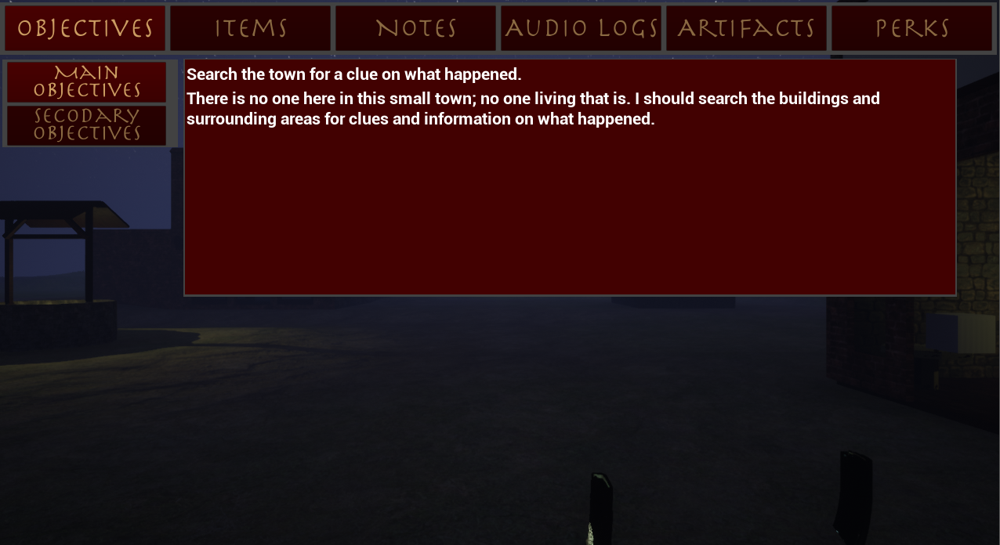 OBJECTIVES ITEMS NOTES AUDIO LOGS ARTIFACTS PERKS
MAIN
OBJECTIVES
SECODARY
OBJECTIVES
Search the town for a clue on what happened.
There is no one here in this small town; no one living that is. I should search the buildings and
surrounding areas for clues and information on what happened.